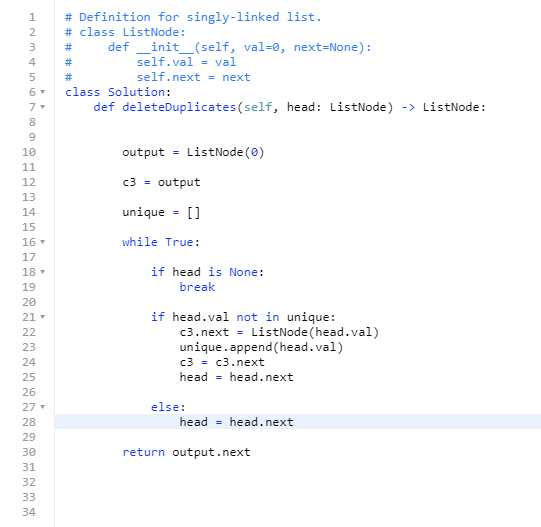 1 # Definition for singly-linked list.
2 # class ListNode:
3 #     def __init__(self, val=0, next=None):
4 #         self.val = val
5 #         self.next = next
6 class Solution:
7     def deleteDuplicates(self, head: ListNode) -> ListNode:
8
9
10         output = ListNode(0)
11
12         c3 = output
13
14         unique = []
15
16         while True:
17
18             if head is None:
19                 break
20
21             if head.val not in unique:
22                 c3.next = ListNode(head.val)
23                 unique.append(head.val)
24                 c3 = c3.next
25                 head = head.next
26
27             else:
28                 head = head.next
29
30         return output.next
31
32
33
34